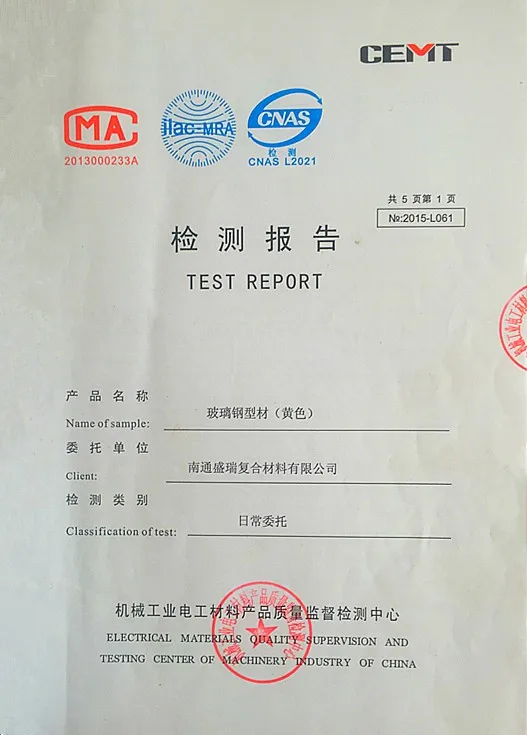 CEMT
MA
2013000233A
ilac-MRA
CNAS
检 测
CNAS L2021
共 5 页第 1 页
№:2015-L061
检 测 报 告
TEST REPORT
产 品 名 称
Name of sample:
玻璃钢型材（黄色）
委 托 单 位
Client:
南通盛瑞复合材料有限公司
检 测 类 别
Classification of test:
日常委托
机械工业电工材料产品质量监督检测中心
ELECTRICAL MATERIALS QUALITY SUPERVISION AND
TESTING CENTER OF MACHINERY INDUSTRY OF CHINA